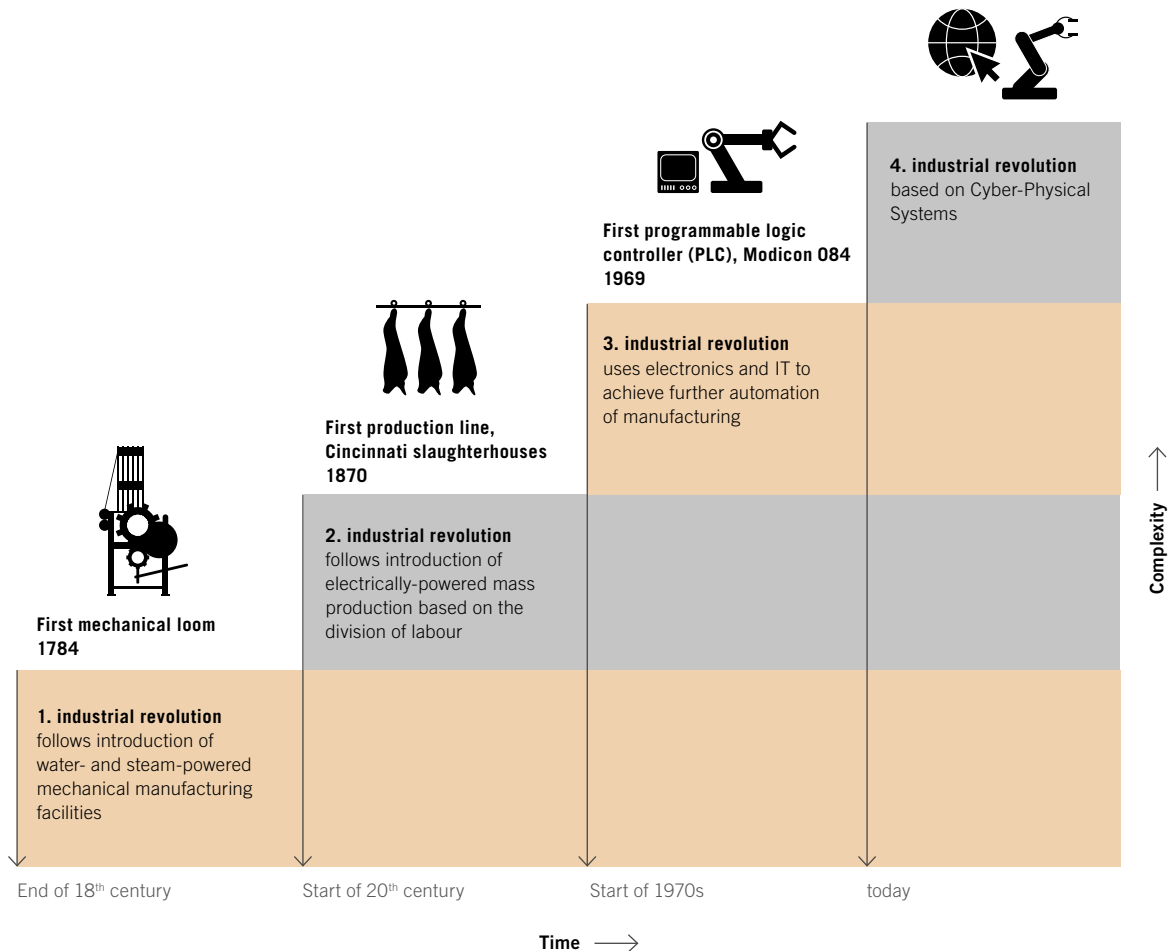 4. industrial revolution
based on Cyber-Physical
Systems
First programmable logic
controller (PLC), Modicon 084
1969
3. industrial revolution
uses electronics and IT to
achieve further automation
of manufacturing
First production line,
Cincinnati slaughterhouses
1870
2. industrial revolution
follows introduction of
electrically-powered mass
production based on the
division of labour
First mechanical loom
1784
1. industrial revolution
follows introduction of
water- and steam-powered
mechanical manufacturing
facilities
Complexity
End of 18th century
Start of 20th century
Start of 1970s
today
Time